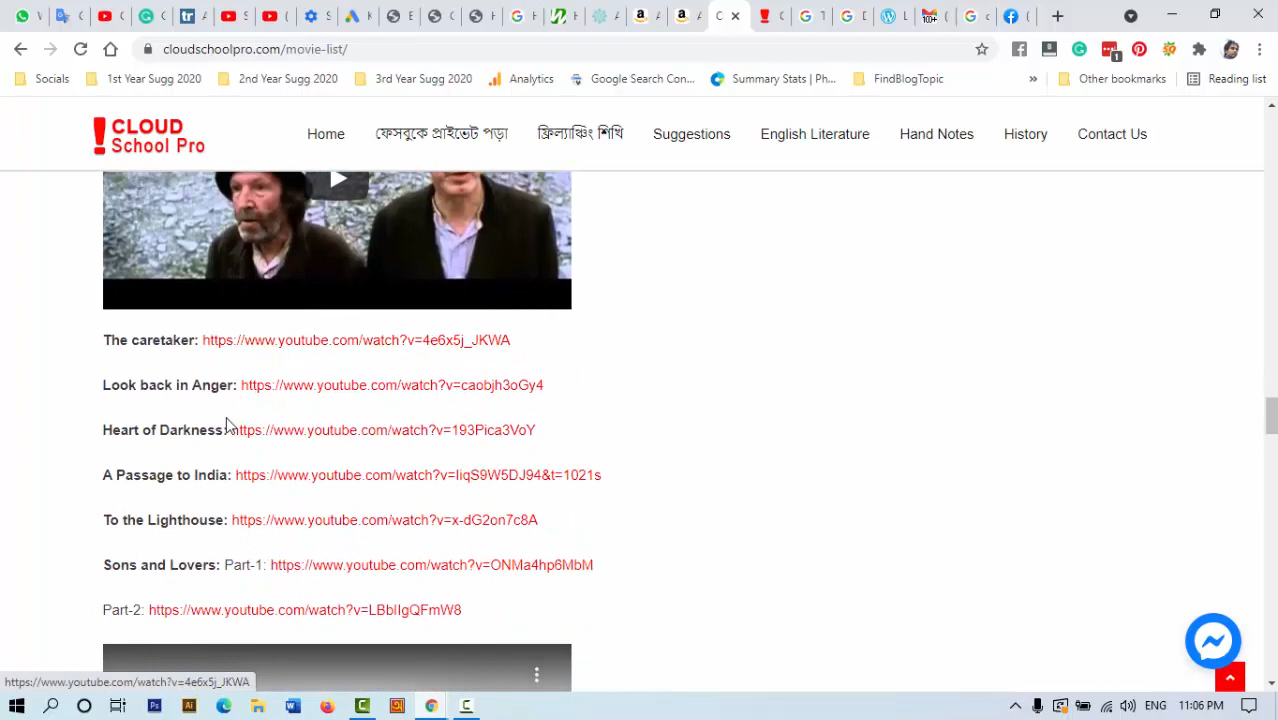 cloudschoolpro.com/movie-list/
Socials 1st Year Sugg 2020 2nd Year Sugg 2020 3rd Year Sugg 2020 Analytics Google Search Con... Summary Stats | Ph... FindBlogTopic » Other bookmarks Reading list
CLOUD
School Pro
Home ফেসবুকে প্রাইভেট পড়া ফ্রিল্যাঞ্চিং শিখি Suggestions English Literature Hand Notes History Contact Us
The caretaker: https://www.youtube.com/watch?v=4e6x5j_JKWA
Look back in Anger: https://www.youtube.com/watch?v=caobjh3oGy4
Heart of Darkness: https://www.youtube.com/watch?v=193Pica3VoY
A Passage to India: https://www.youtube.com/watch?v=IiqS9W5DJ94&t=1021s
To the Lighthouse: https://www.youtube.com/watch?v=x-dG2on7c8A
Sons and Lovers: Part-1: https://www.youtube.com/watch?v=ONMa4hp6MbM
Part-2: https://www.youtube.com/watch?v=LBbIIgQFmW8
https://www.youtube.com/watch?v=4e6x5j_JKWA
ENG 11:06 PM